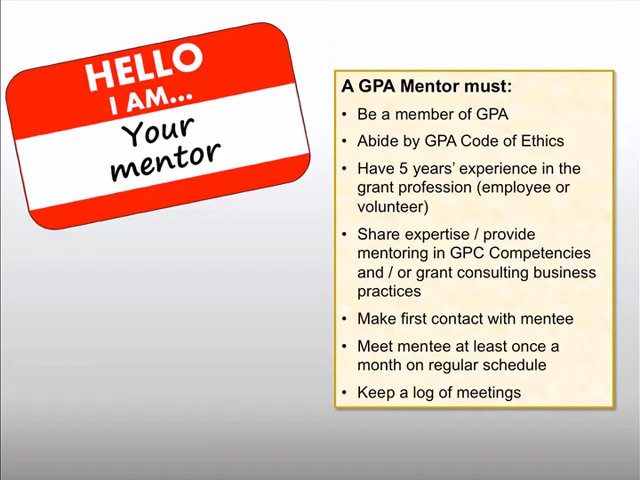 HELLO
I AM...
Your
mentor
A GPA Mentor must:
• Be a member of GPA
• Abide by GPA Code of Ethics
• Have 5 years' experience in the
grant profession (employee or
volunteer)
• Share expertise / provide
mentoring in GPC Competencies
and / or grant consulting business
practices
• Make first contact with mentee
• Meet mentee at least once a
month on regular schedule
• Keep a log of meetings